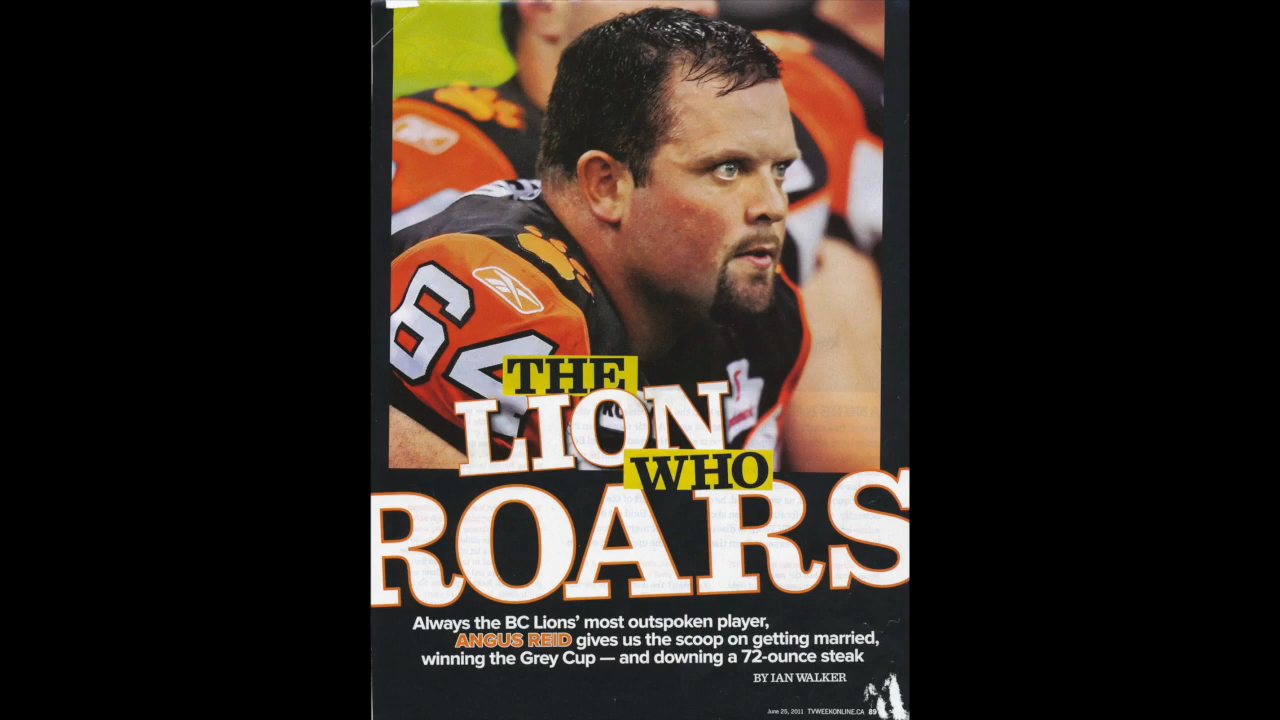 64
THE
LION
WHO
ROARS
Always the BC Lions' most outspoken player,
ANGUS REID gives us the scoop on getting married,
winning the Grey Cup — and downing a 72-ounce steak
BY IAN WALKER
June 25, 2011 TVWEEKONLINE.CA 89